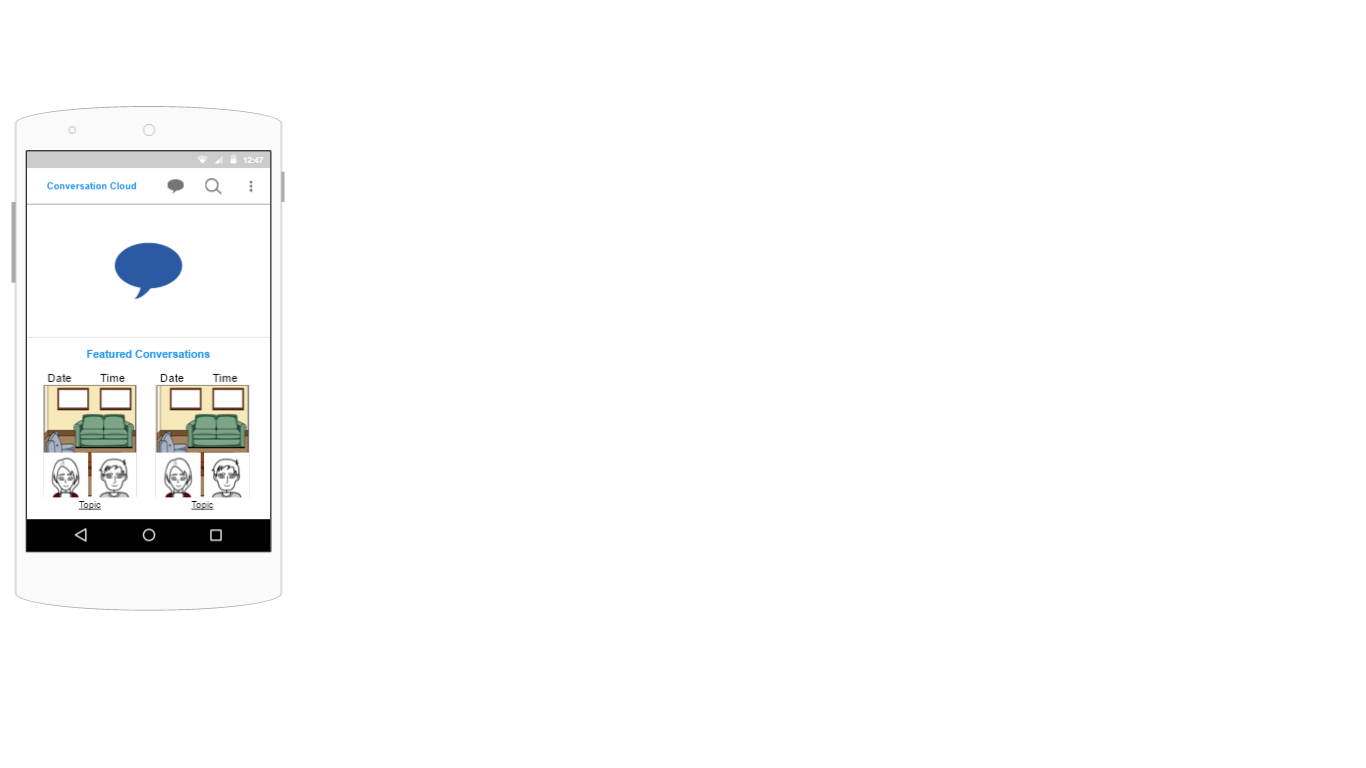 12:47
Conversation Cloud
Featured Conversations
Date Time Date Time
Topic Topic